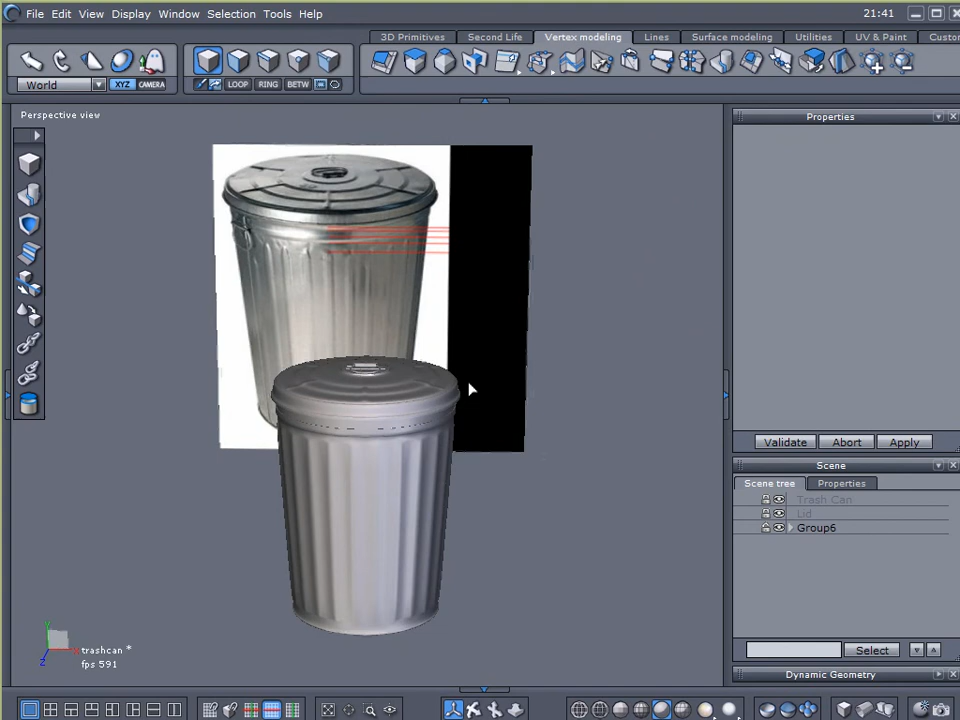 File Edit View Display Window Selection Tools Help 21:41
3D Primitives Second Life Vertex modeling Lines Surface modeling Utilities UV & Paint Custo
World XYZ CAMERA LOOP RING BETW
Perspective view
Properties
Validate Abort Apply
Scene
Scene tree Properties
Trash Can
Lid
Group6
trashcan *
fps 591
Select
Dynamic Geometry